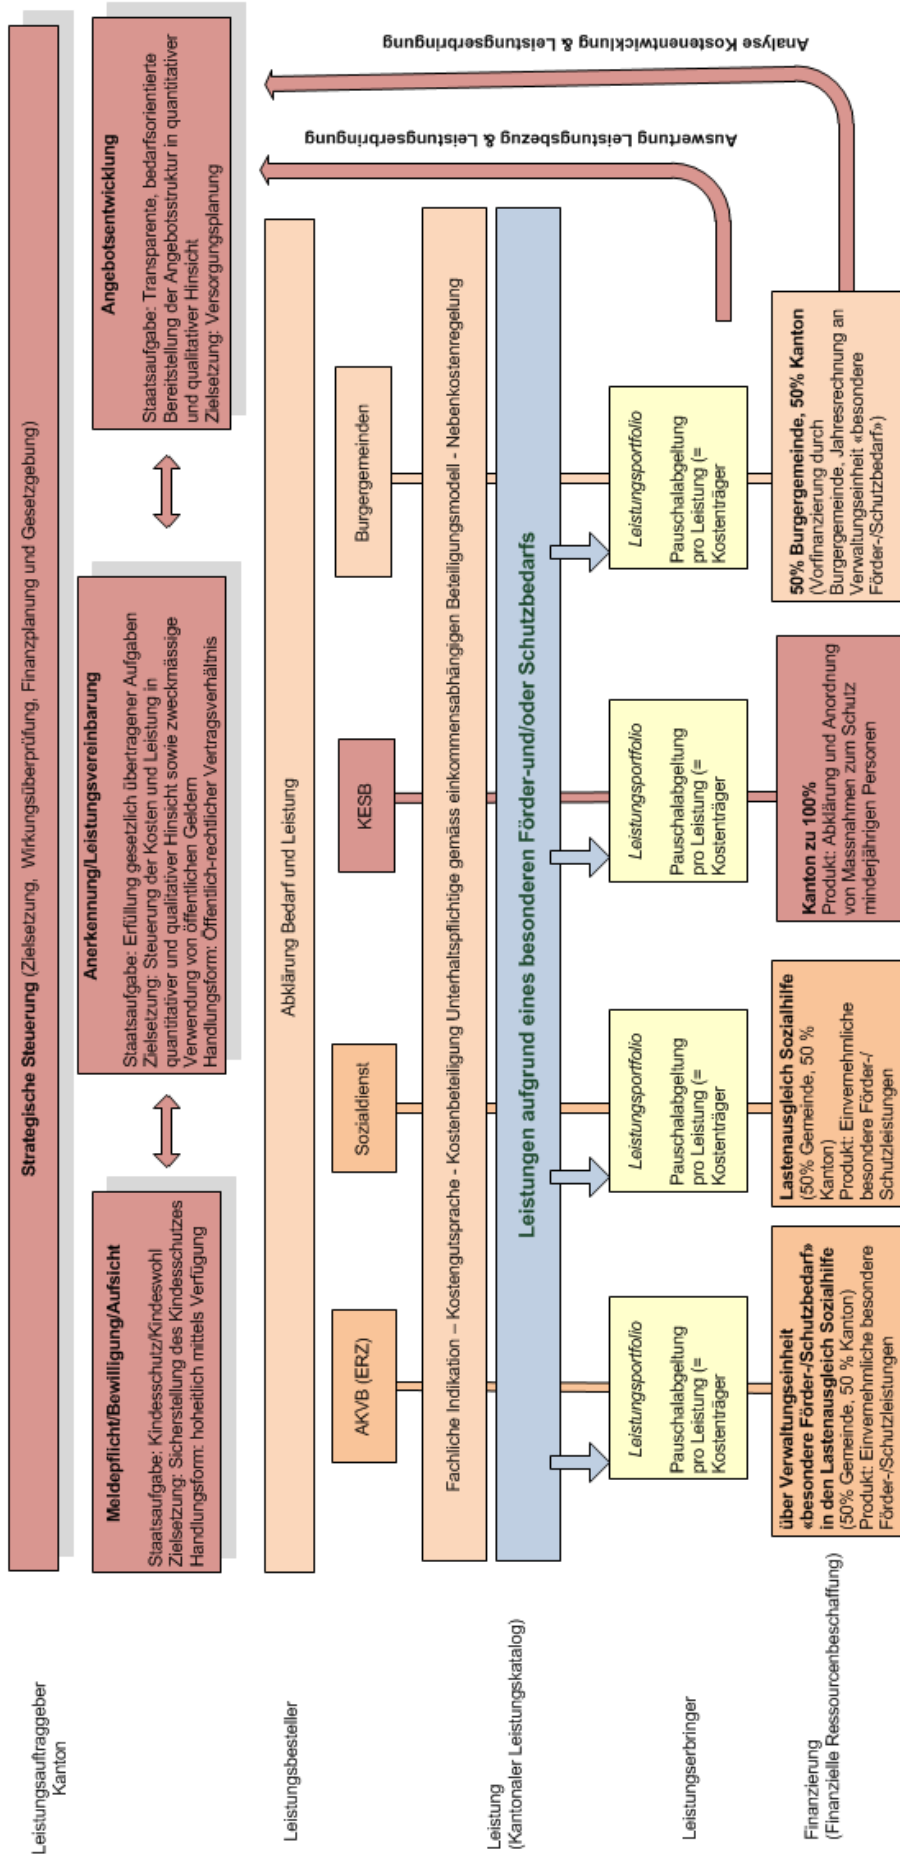 Leistungsauftraggeber
Kanton
Strategische Steuerung (Zielsetzung, Wirkungsüberprüfung, Finanzplanung und Gesetzgebung)
Meldepflicht/Bewilligung/Aufsicht
Staatsaufgabe: Kindesschutz/Kindeswohl
Zielsetzung: Sicherstellung des Kindesschutzes
Handlungsform: hoheitlich mittels Verfügung
Anerkennung/Leistungsvereinbarung
Staatsaufgabe: Erfüllung gesetzlich übertragener Aufgaben
Zielsetzung: Steuerung der Kosten und Leistung in
quantitativer und qualitativer Hinsicht sowie zweckmässige
Verwendung von öffentlichen Geldern
Handlungsform: Öffentlich-rechtlicher Vertragsverhältnis
Angebotsentwicklung
Staatsaufgabe: Transparente, bedarfsorientierte
Bereitstellung der Angebotsstruktur in quantitativer
und qualitativer Hinsicht
Zielsetzung: Versorgungsplanung
Leistungsbesteller
Abklärung Bedarf und Leistung
AKVB (ERZ)
Sozialdienst
KESB
Burgergemeinden
Fachliche Indikation – Kostengutsprache - Kostenbeteiligung Unterhaltspflichtige gemäss einkommensabhängigen Beteiligungsmodell - Nebenkostenregelung
Leistung
(Kantonaler Leistungskatalog)
Leistungen aufgrund eines besonderen Förder-und/oder Schutzbedarfs
Leistungserbringer
Leistungsportfolio
Pauschalabgeltung
pro Leistung (=
Kostenträger
Leistungsportfolio
Pauschalabgeltung
pro Leistung (=
Kostenträger
Leistungsportfolio
Pauschalabgeltung
pro Leistung (=
Kostenträger
Leistungsportfolio
Pauschalabgeltung
pro Leistung (=
Kostenträger
Finanzierung
(Finanzielle Ressourcenbeschaffung)
über Verwaltungseinheit
«besondere Förder-/Schutzbedarf»
in den Lastenausgleich Sozialhilfe
(50% Gemeinde, 50 % Kanton)
Produkt: Einvernehmliche besondere
Förder-/Schutzleistungen
Lastenausgleich Sozialhilfe
(50% Gemeinde, 50 %
Kanton)
Produkt: Einvernehmliche
besondere Förder-/
Schutzleistungen
Kanton zu 100%
Produkt: Abklärung und Anordnung
von Massnahmen zum Schutz
minderjährigen Personen
50% Burgergemeinde, 50% Kanton
(Vorfinanzierung durch
Burgergemeinde, Jahresrechnung an
Verwaltungseinheit «besondere
Förder-/Schutzbedarf»)
Auswertung Leistungsbezug & Leistungserbringung
Analyse Kostenentwicklung & Leistungserbringung